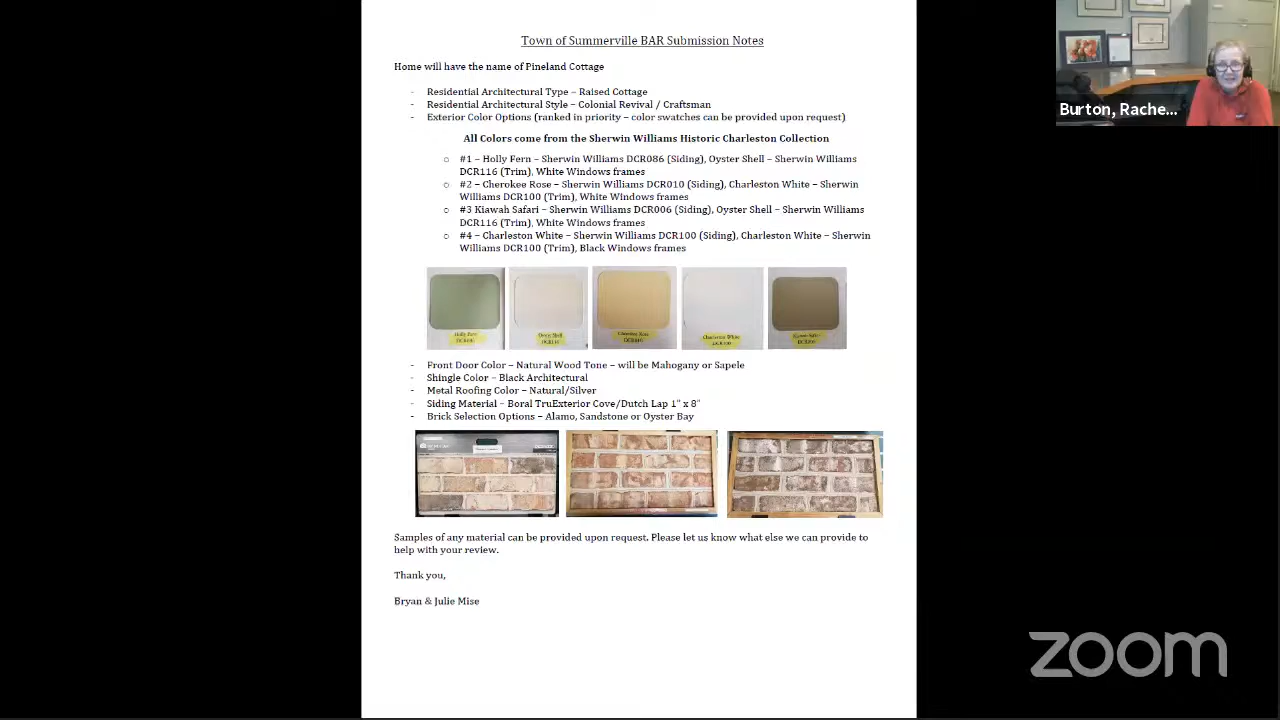 Town of Summerville BAR Submission Notes
Burton, Rache...
Home will have the name of Pineland Cottage
- Residential Architectural Type – Raised Cottage
- Residential Architectural Style – Colonial Revival / Craftsman
- Exterior Color Options (ranked in priority – color swatches can be provided upon request)
All Colors come from the Sherwin Williams Historic Charleston Collection
o #1 – Holly Fern – Sherwin Williams DCR086 (Siding), Oyster Shell – Sherwin Williams
DCR116 (Trim), White Windows frames
o #2 – Cherokee Rose – Sherwin Williams DCR010 (Siding), Charleston White – Sherwin
Williams DCR100 (Trim), White Windows frames
o #3 Kiawah Safari – Sherwin Williams DCR006 (Siding), Oyster Shell – Sherwin Williams
DCR116 (Trim), White Windows frames
o #4 – Charleston White – Sherwin Williams DCR100 (Siding), Charleston White – Sherwin
Williams DCR100 (Trim), Black Windows frames
- Front Door Color – Natural Wood Tone – will be Mahogany or Sapele
- Shingle Color – Black Architectural
- Metal Roofing Color – Natural/Silver
- Siding Material – Boral TruExterior Cove/Dutch Lap 1" x 8"
- Brick Selection Options – Alamo, Sandstone or Oyster Bay
Samples of any material can be provided upon request. Please let us know what else we can provide to
help with your review.
Thank you,
Bryan & Julie Mise
zoom